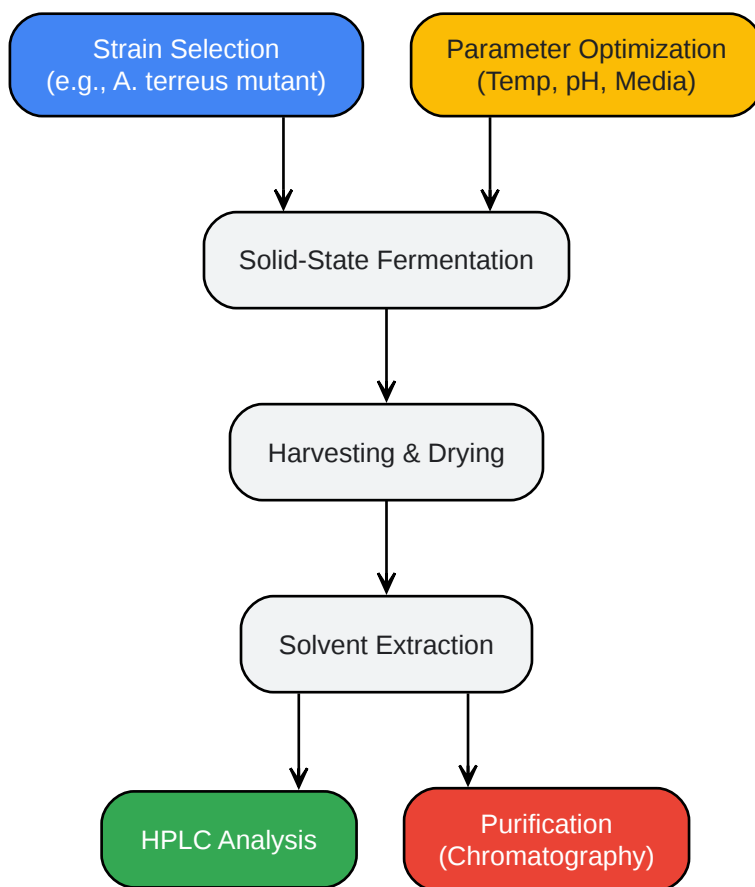 Strain Selection
(e.g., A. terreus mutant)
Parameter Optimization
(Temp, pH, Media)
Solid-State Fermentation
Harvesting & Drying
Solvent Extraction
HPLC Analysis
Purification
(Chromatography)